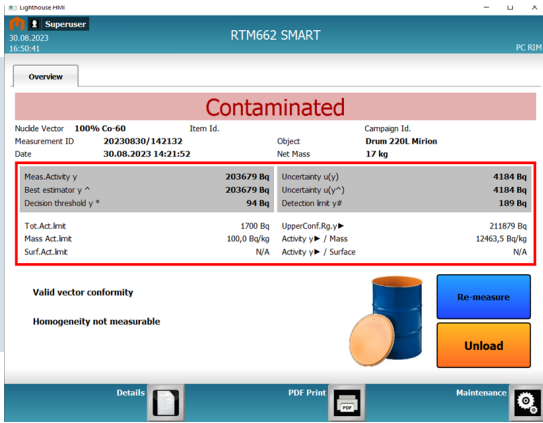 Lighthouse HMI
Superuser
30.08.2023
16:50:41
RTM662 SMART
PC RIM
Overview
Contaminated
Nuclide Vector 100% Co-60 Item Id. Campaign Id.
Measurement ID 20230830/142132 Object Drum 220L Mirion
Date 30.08.2023 14:21:52 Net Mass 17 kg
Meas.Activity y 203679 Bq Uncertainty u(y) 4184 Bq
Best estimator y ^ 203679 Bq Uncertainty u(y^) 4184 Bq
Decision threshold y * 94 Bq Detection limit y# 189 Bq
Tot.Act.limit 1700 Bq UpperConf.Rg.y► 211879 Bq
Mass Act.limit 100,0 Bq/kg Activity y► / Mass 12463,5 Bq/kg
Surf.Act.limit N/A Activity y► / Surface N/A
Valid vector conformity
Homogeneity not measurable
Re-measure
Unload
Details PDF Print PDF Maintenance